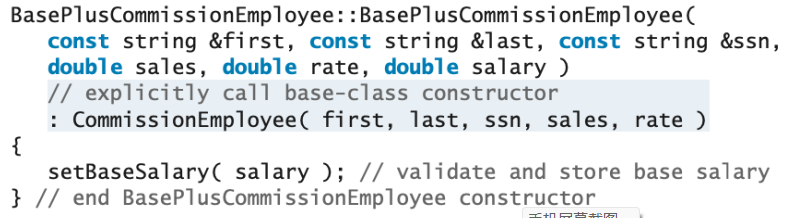 BasePlusCommissionEmployee::BasePlusCommissionEmployee(
const string &first, const string &last, const string &ssn,
double sales, double rate, double salary )
// explicitly call base-class constructor
: CommissionEmployee( first, last, ssn, sales, rate )
{
setBaseSalary( salary ); // validate and store base salary
} // end BasePlusCommissionEmployee constructor